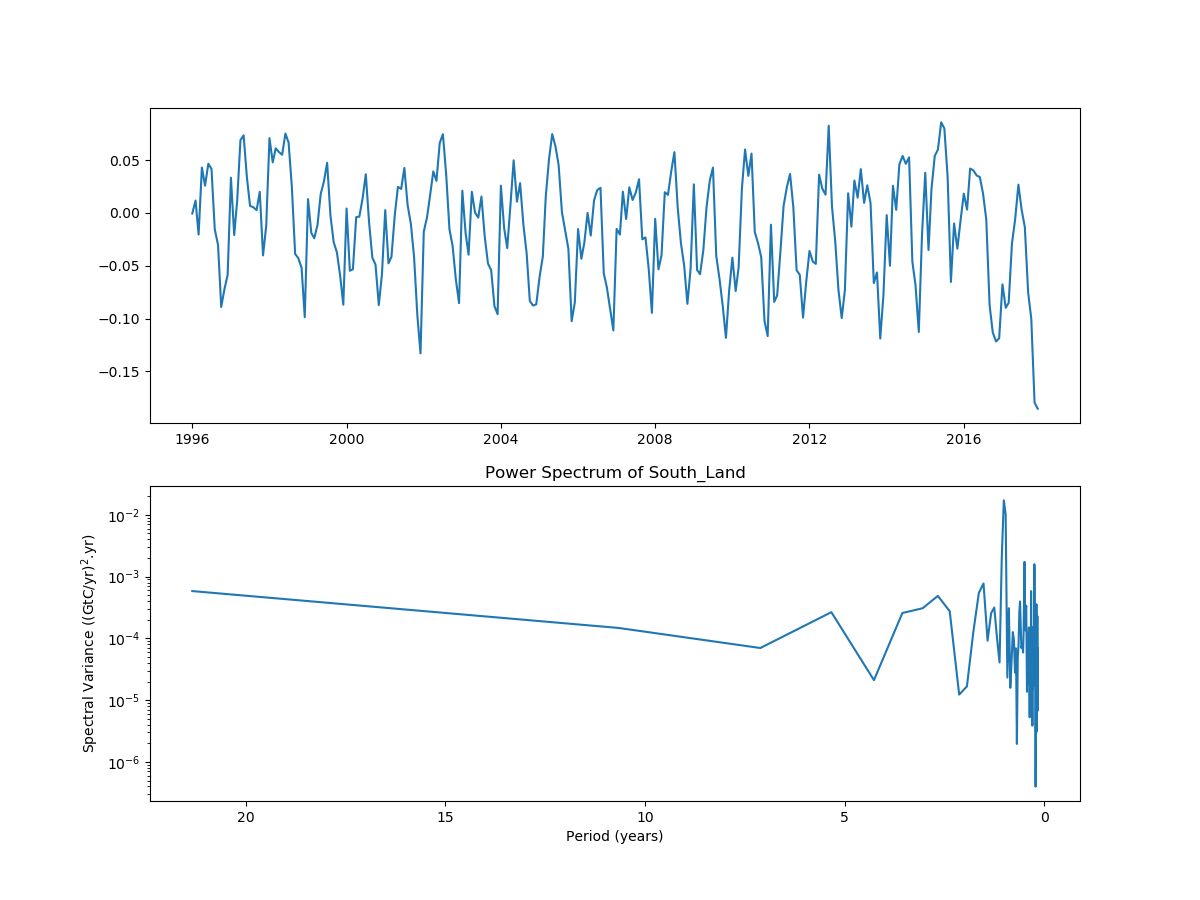 0.05
0.00
−0.05
−0.10
−0.15
1996 2000 2004 2008 2012 2016
Power Spectrum of South_Land
Spectral Variance ((GtC/yr)².yr)
10⁻²
10⁻³
10⁻⁴
10⁻⁵
10⁻⁶
20 15 10 5 0
Period (years)